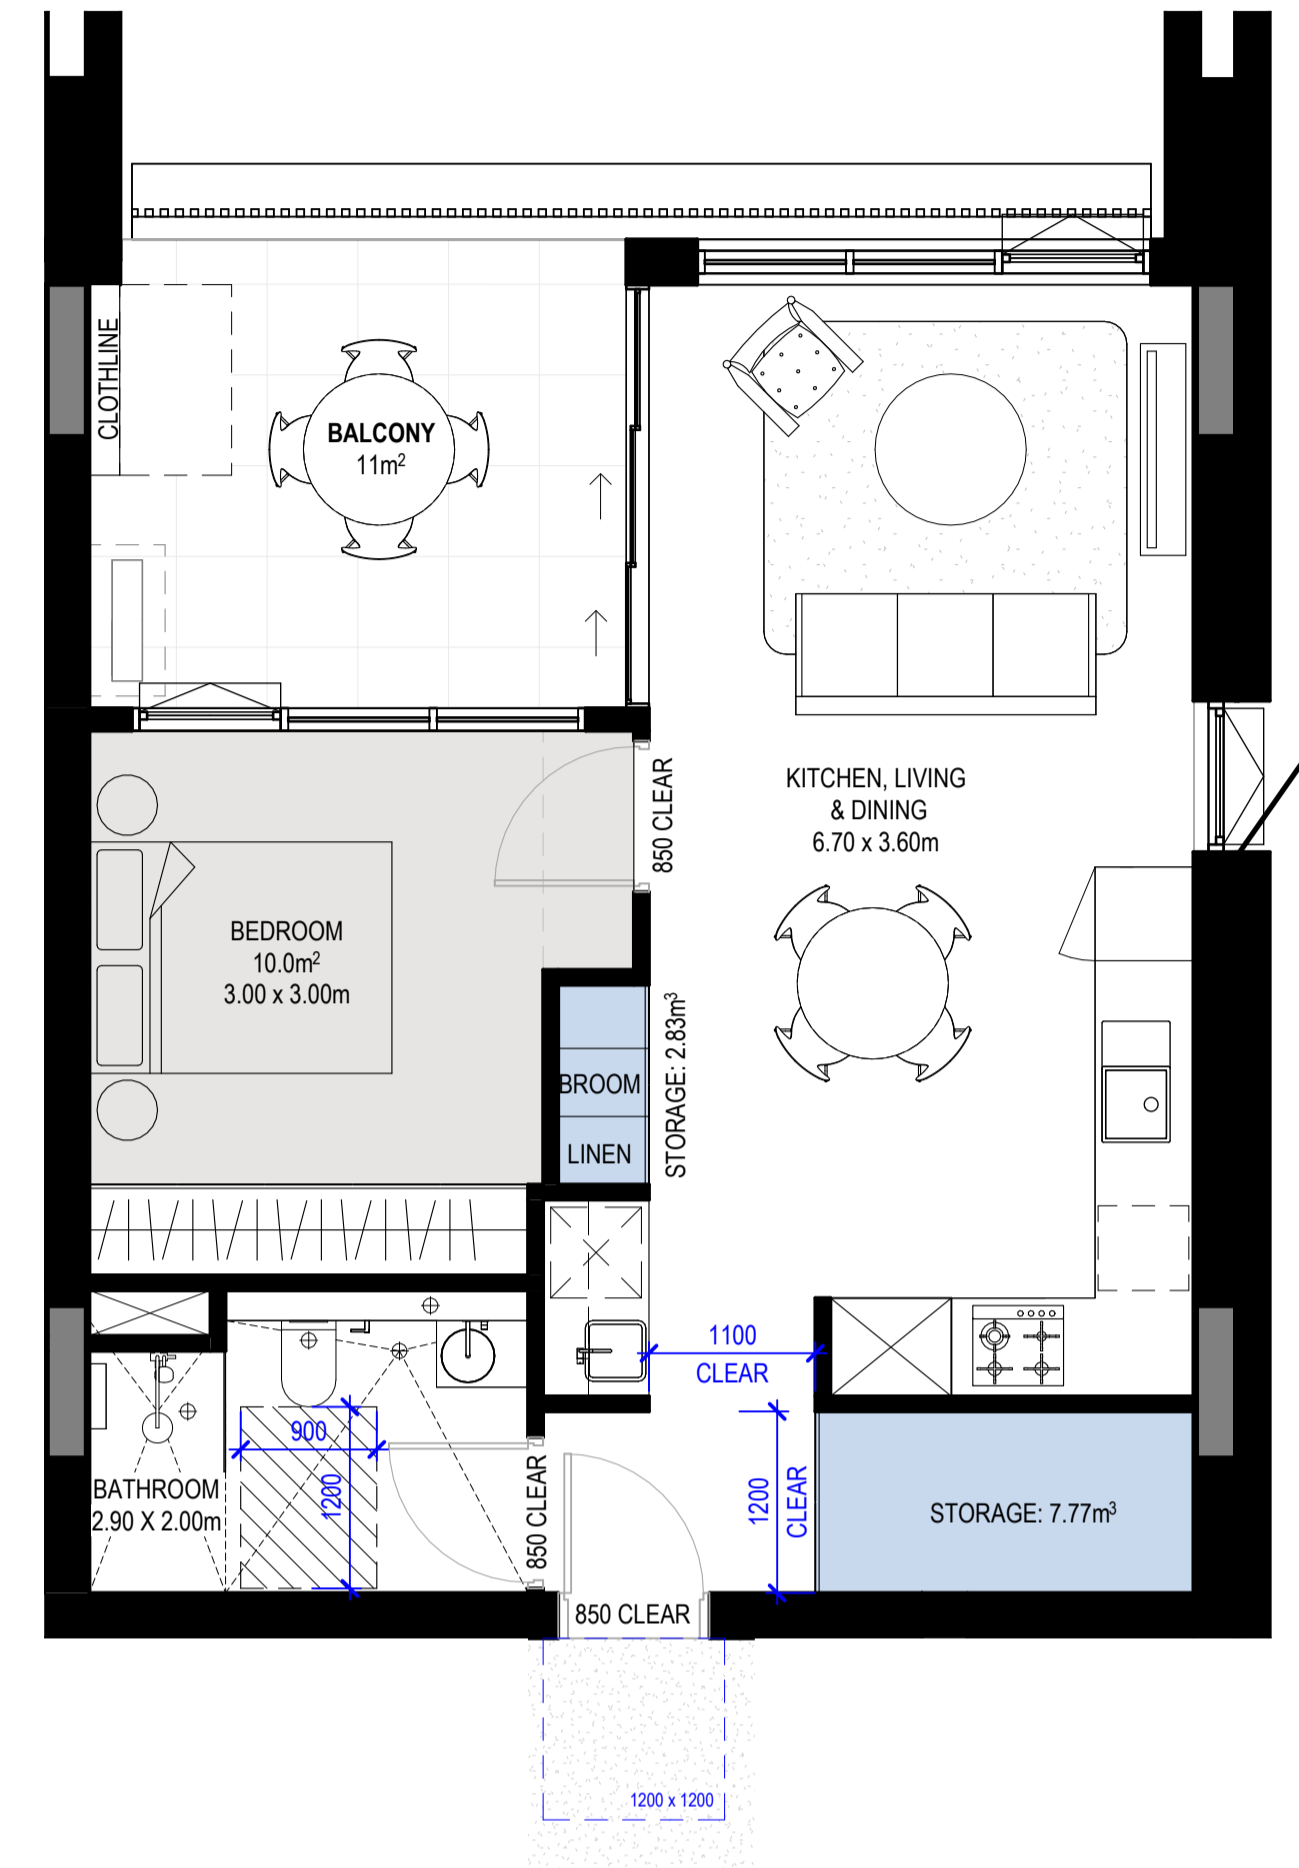 CLOTHLINE
BALCONY
11m²
KITCHEN, LIVING
& DINING
6.70 x 3.60m
850 CLEAR
BEDROOM
10.0m²
3.00 x 3.00m
STORAGE: 2.83m³
BROOM
LINEN
1100
CLEAR
900
1200
BATHROOM
2.90 X 2.00m
850 CLEAR
1200
CLEAR
STORAGE: 7.77m³
850 CLEAR
1200 x 1200